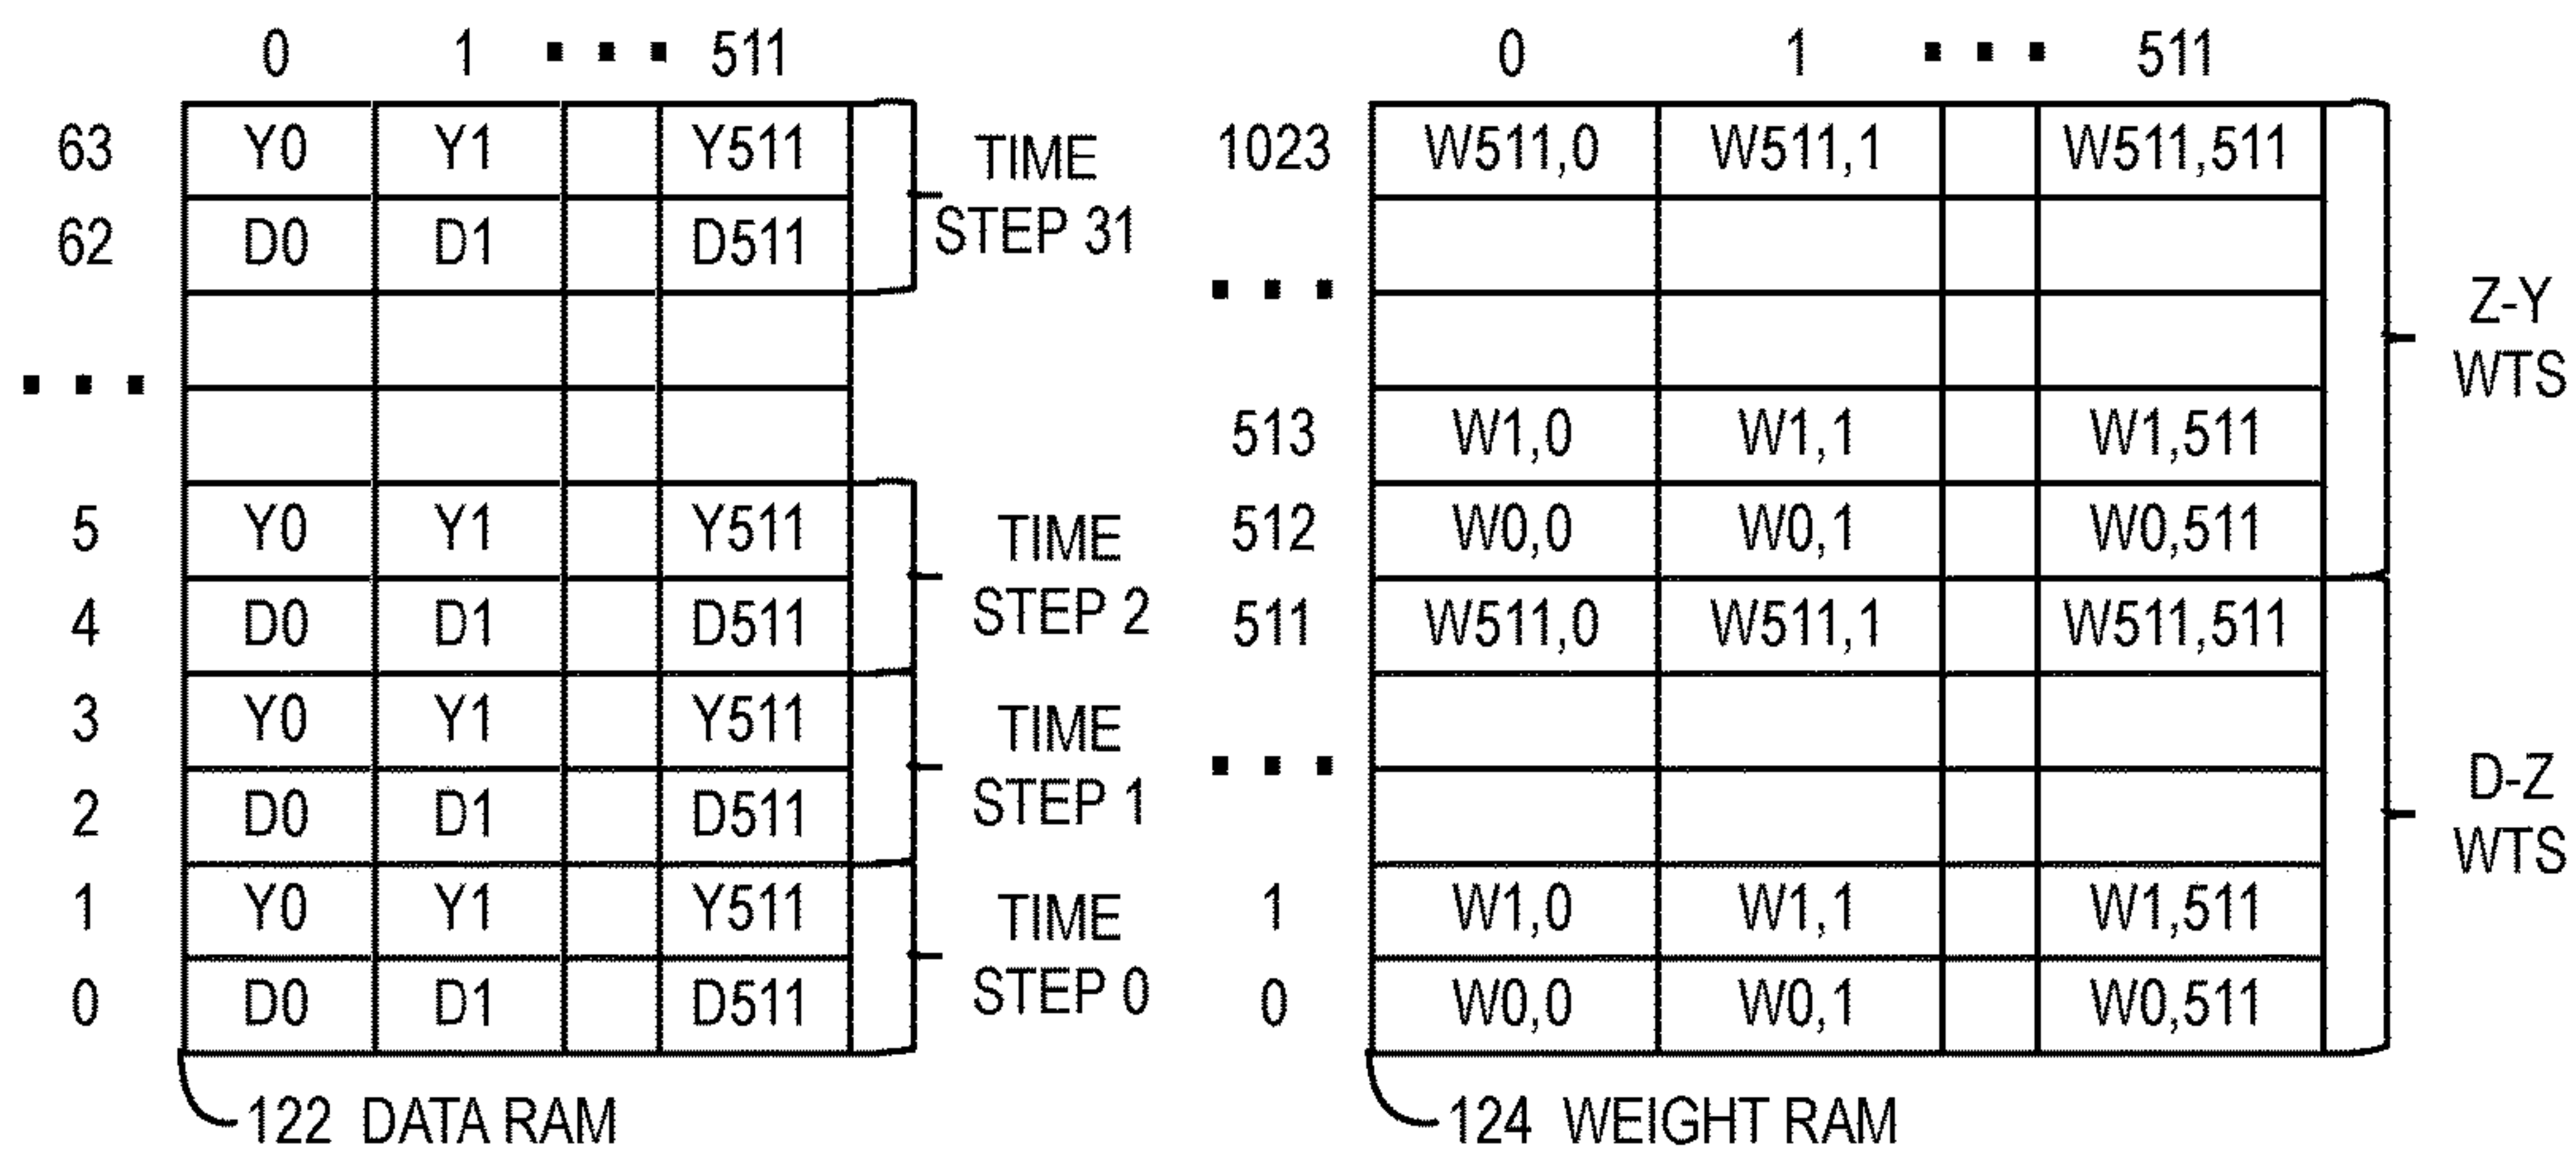 0 1 ■ ■ ■ 511
63 Y0 Y1 Y511
62 D0 D1 D511
TIME
STEP 31
■ ■ ■
5 Y0 Y1 Y511
4 D0 D1 D511
TIME
STEP 2
3 Y0 Y1 Y511
2 D0 D1 D511
TIME
STEP 1
1 Y0 Y1 Y511
0 D0 D1 D511
TIME
STEP 0
122 DATA RAM
0 1 ■ ■ ■ 511
1023 W511,0 W511,1 W511,511
■ ■ ■
513 W1,0 W1,1 W1,511
512 W0,0 W0,1 W0,511
Z-Y
WTS
511 W511,0 W511,1 W511,511
■ ■ ■
1 W1,0 W1,1 W1,511
0 W0,0 W0,1 W0,511
D-Z
WTS
124 WEIGHT RAM